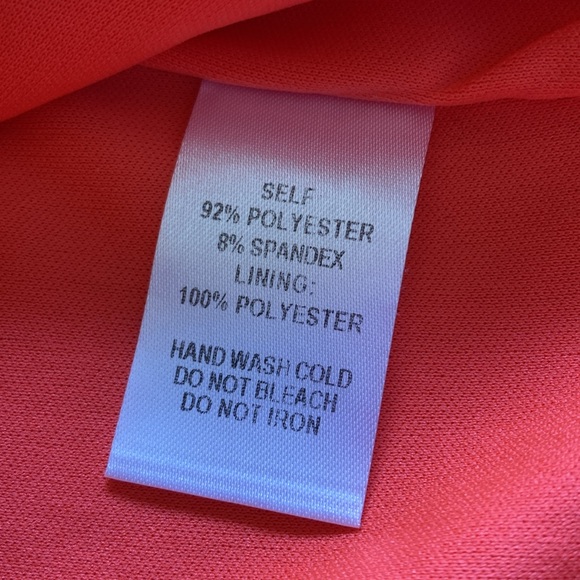 SELF
92% POLYESTER
8% SPANDEX
LINING:
100% POLYESTER
HAND WASH COLD
DO NOT BLEACH
DO NOT IRON